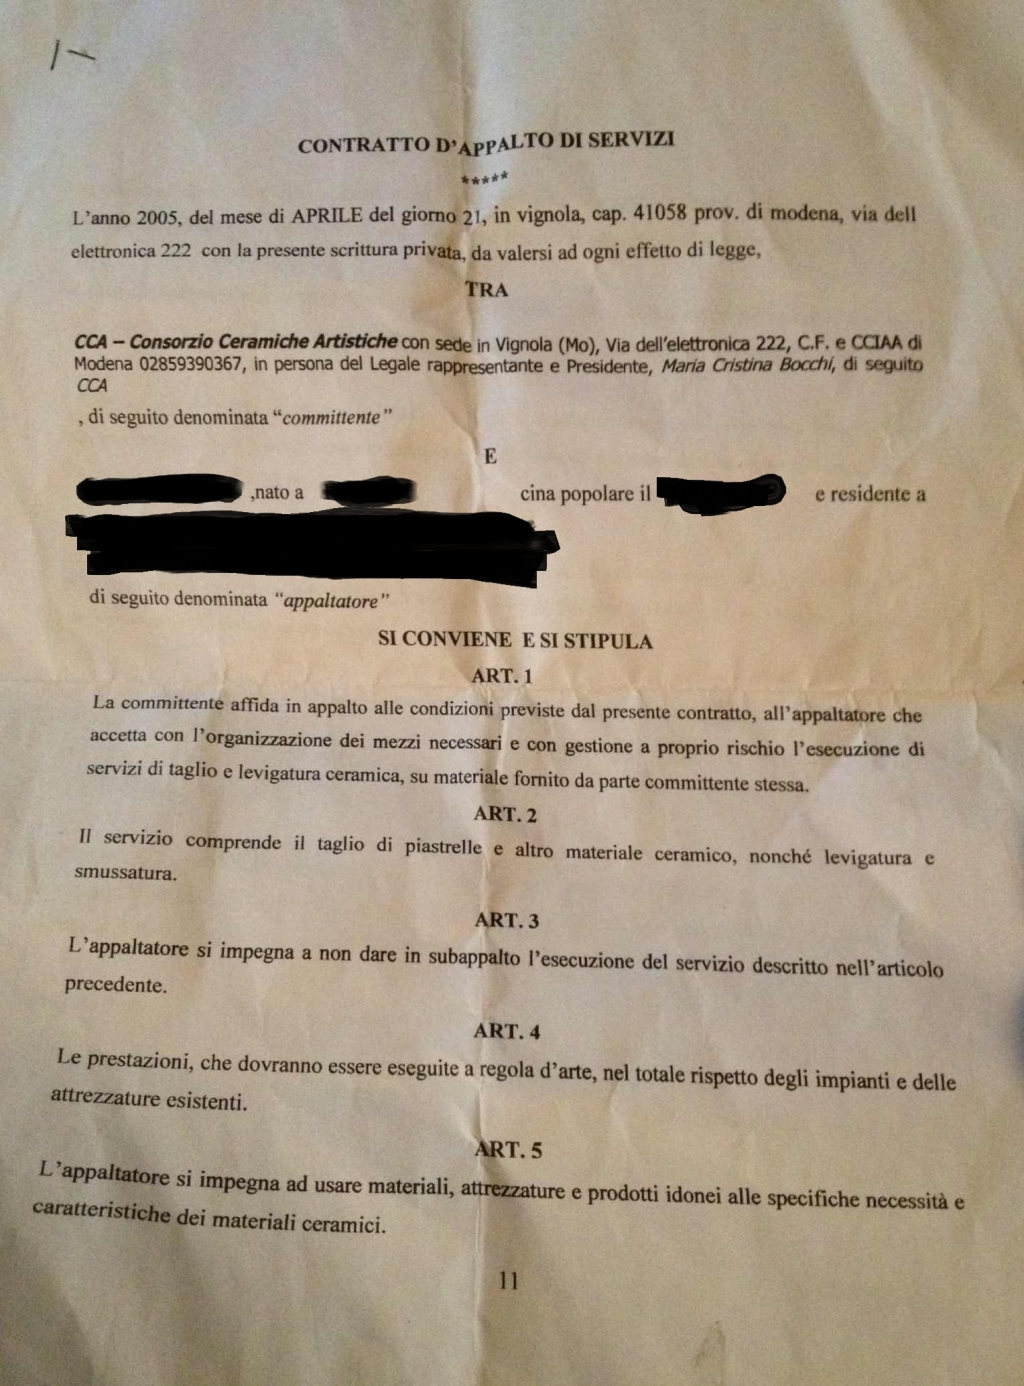 1-
CONTRATTO D'APPALTO DI SERVIZI
*****
L'anno 2005, del mese di APRILE del giorno 21, in vignola, cap. 41058 prov. di modena, via dell
elettronica 222 con la presente scrittura privata, da valersi ad ogni effetto di legge,
TRA
CCA – Consorzio Ceramiche Artistiche con sede in Vignola (Mo), Via dell'elettronica 222, C.F. e CCIAA di
Modena 02859390367, in persona del Legale rappresentante e Presidente, Maria Cristina Bocchi, di seguito
CCA
, di seguito denominata "committente"
E
,nato a cina popolare il e residente a
di seguito denominata "appaltatore"
SI CONVIENE E SI STIPULA
ART. 1
La committente affida in appalto alle condizioni previste dal presente contratto, all'appaltatore che
accetta con l'organizzazione dei mezzi necessari e con gestione a proprio rischio l'esecuzione di
servizi di taglio e levigatura ceramica, su materiale fornito da parte committente stessa.
ART. 2
Il servizio comprende il taglio di piastrelle e altro materiale ceramico, nonché levigatura e
smussatura.
ART. 3
L'appaltatore si impegna a non dare in subappalto l'esecuzione del servizio descritto nell'articolo
precedente.
ART. 4
Le prestazioni, che dovranno essere eseguite a regola d'arte, nel totale rispetto degli impianti e delle
attrezzature esistenti.
ART. 5
L'appaltatore si impegna ad usare materiali, attrezzature e prodotti idonei alle specifiche necessità e
caratteristiche dei materiali ceramici.
11